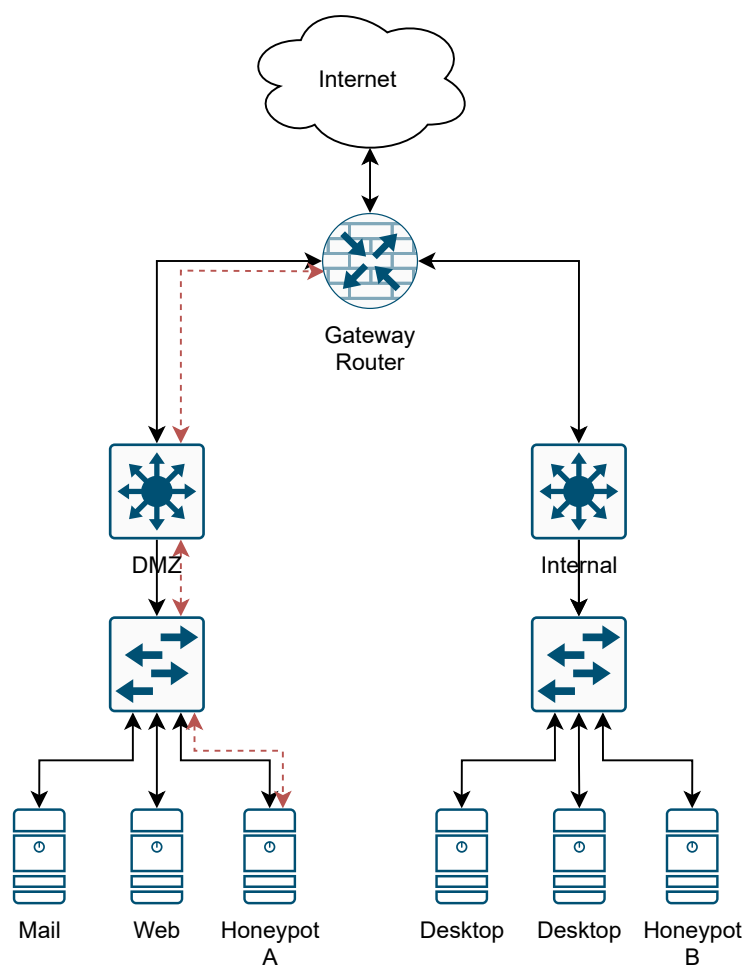 Internet
Gateway
Router
DMZ
Internal
Mail
Web
Honeypot
A
Desktop
Desktop
Honeypot
B